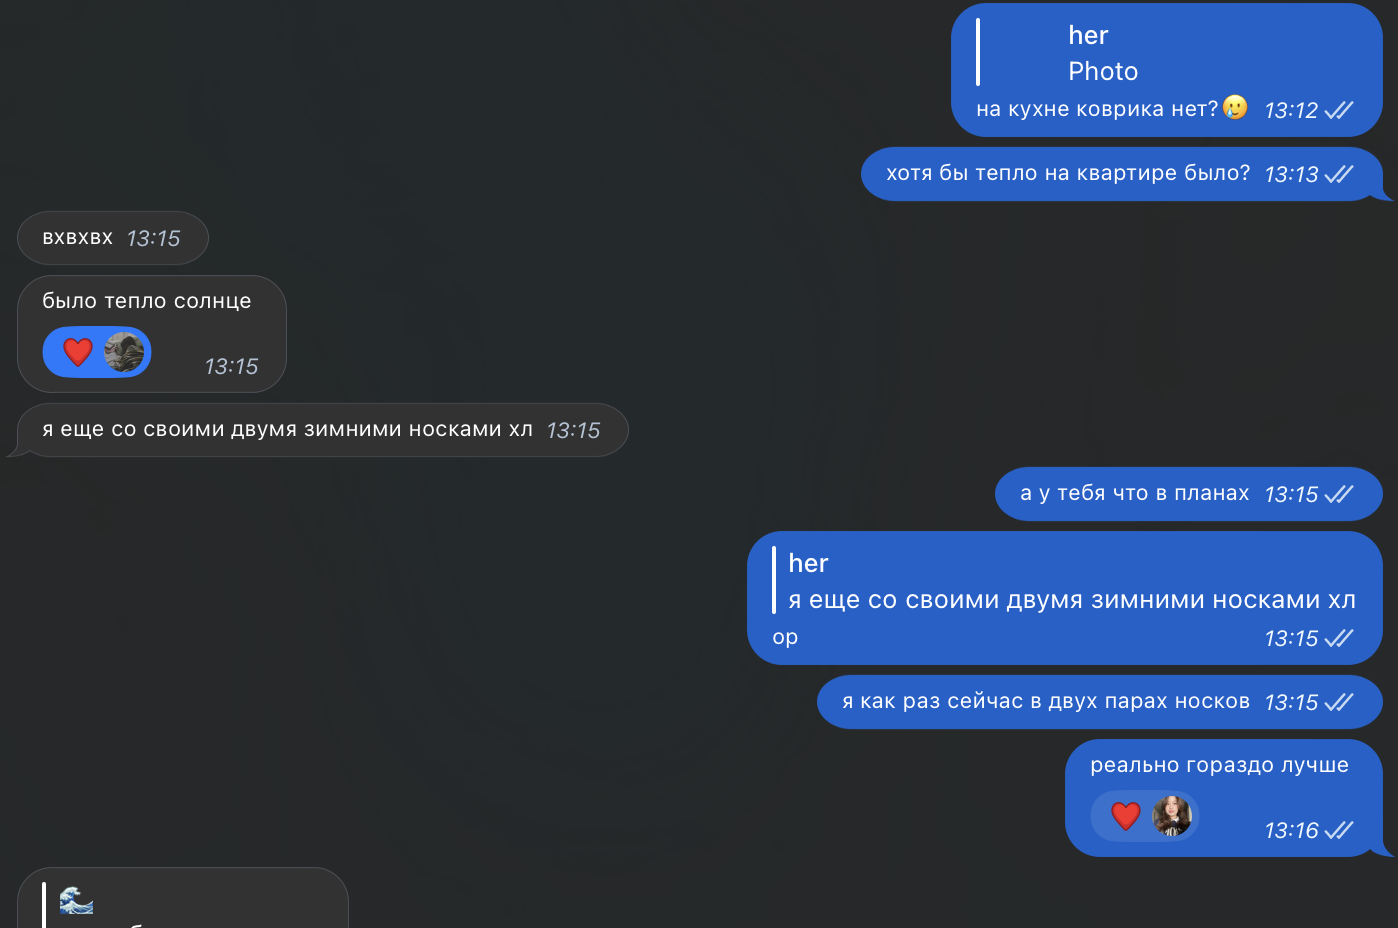 her
Photo
на кухне коврика нет?🥲 13:12
хотя бы тепло на квартире было? 13:13
вхвхвх 13:15
было тепло солнце
❤️ 13:15
я еще со своими двумя зимними носками хл 13:15
а у тебя что в планах 13:15
her
я еще со своими двумя зимними носками хл
ор 13:15
я как раз сейчас в двух парах носков 13:15
реально гораздо лучше
❤️ 13:16
🌊